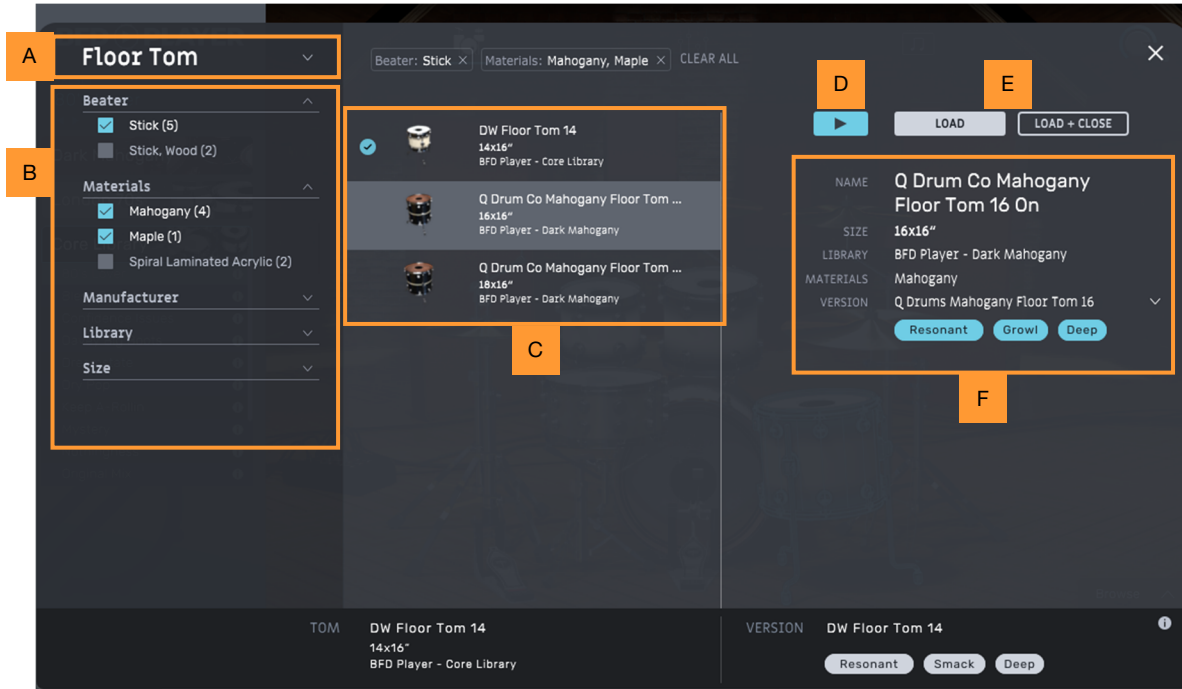 A
Floor Tom
Beater: Stick × Materials: Mahogany, Maple × CLEAR ALL
B
Beater
Stick (5)
Stick, Wood (2)
Materials
Mahogany (4)
Maple (1)
Spiral Laminated Acrylic (2)
Manufacturer
Library
Size
DW Floor Tom 14
14x16"
BFD Player - Core Library
Q Drum Co Mahogany Floor Tom ...
16x16"
BFD Player - Dark Mahogany
Q Drum Co Mahogany Floor Tom ...
18x16"
BFD Player - Dark Mahogany
C
D
E
LOAD
LOAD + CLOSE
NAME Q Drum Co Mahogany
Floor Tom 16 On
SIZE 16x16"
LIBRARY BFD Player - Dark Mahogany
MATERIALS Mahogany
VERSION Q Drums Mahogany Floor Tom 16
Resonant Growl Deep
F
TOM DW Floor Tom 14
14x16"
BFD Player - Core Library
VERSION DW Floor Tom 14
Resonant Smack Deep